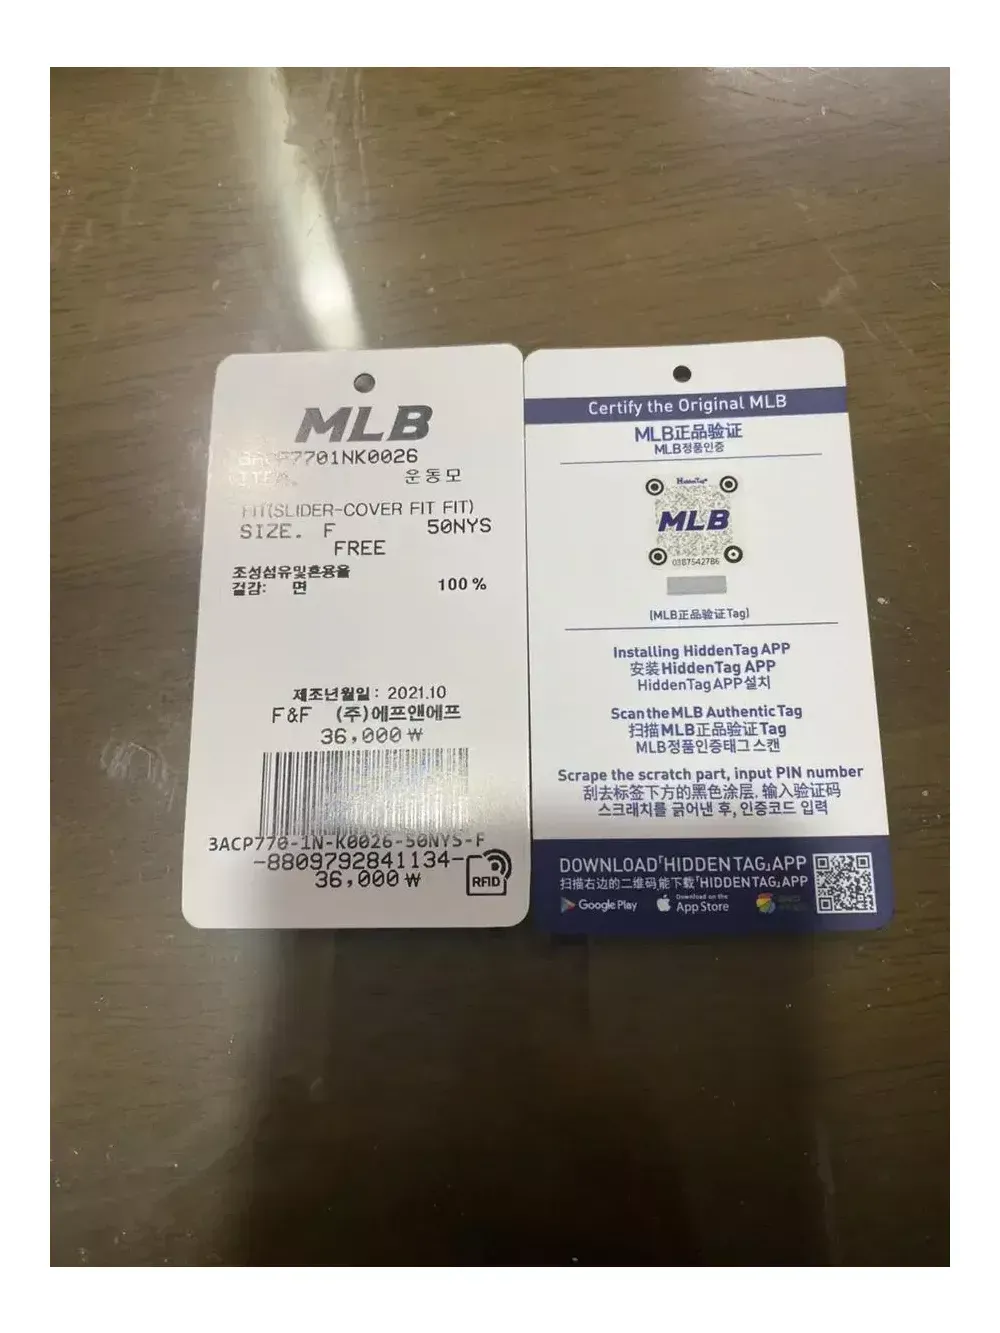 MLB
3ACP7701NK0026
ITEM.
운동모
FIT(SLIDER-COVER FIT FIT)
SIZE. F
50NYS
FREE
조성섬유및혼용율
겉감: 면 100 %
제조년월일: 2021.10
F&F (주)에프앤에프
36,000₩
3ACP770-1N-K0026-50NYS-F
-8809792841134-
36,000₩
RFID
Certify the Original MLB
MLB正品验证
MLB정품인증
HiddenTag®
MLB
0387542786
(MLB正品验证Tag)
Installing HiddenTag APP
安装HiddenTag APP
HiddenTag APP 설치
Scan the MLB Authentic Tag
扫描MLB正品验证Tag
MLB정품인증태그 스캔
Scrape the scratch part, input PIN number
刮去标签下方的黑色涂层, 输入验证码
스크래치를 긁어낸 후, 인증코드 입력
DOWNLOAD「HIDDEN TAG」APP
扫描右边的二维码,能下载「HIDDENTAG」APP
Google Play
Download on the
App Store